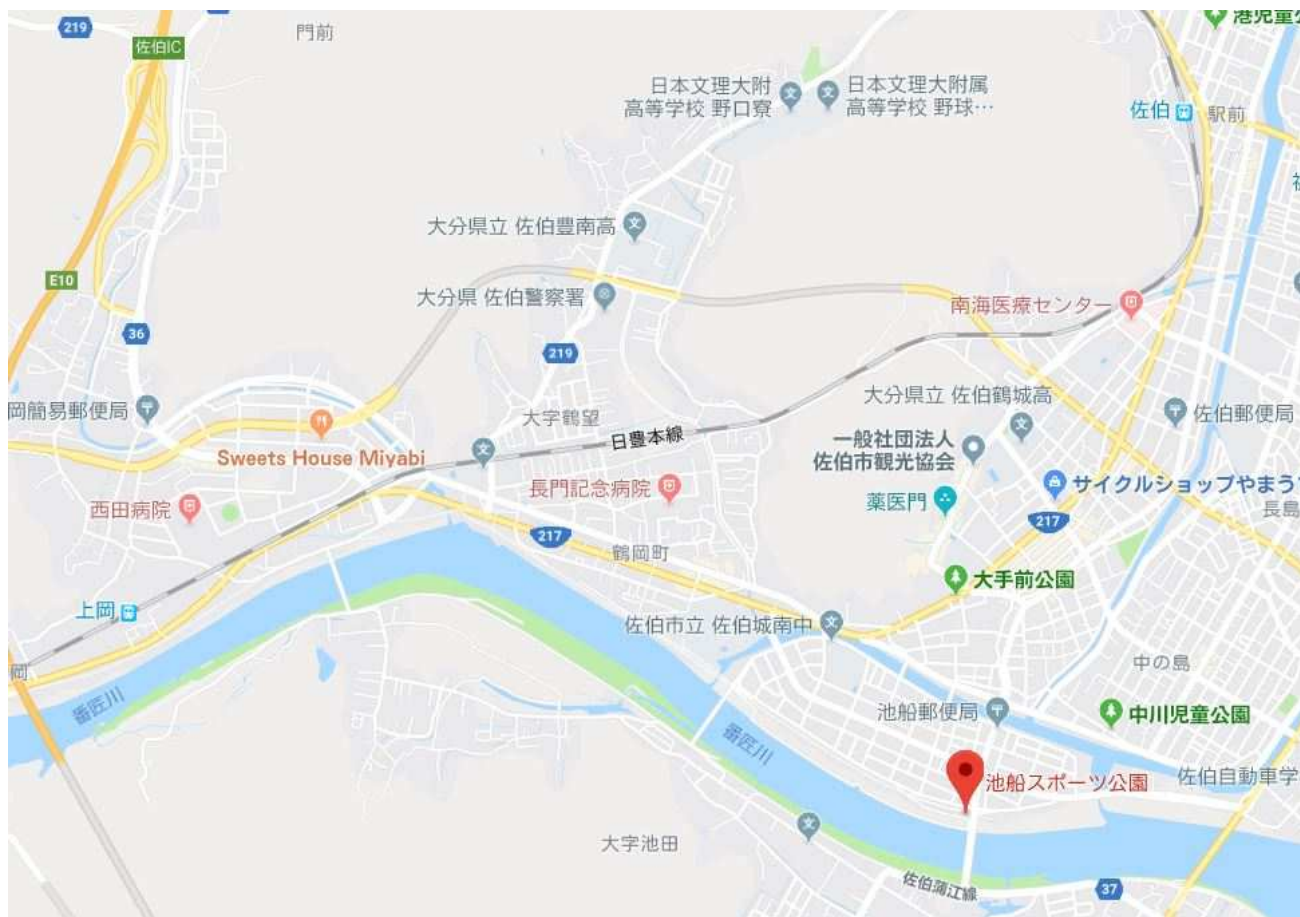 219
佐伯IC
門前
港児童公
日本文理大附
高等学校 野口寮
日本文理大附属
高等学校 野球…
佐伯
駅前
大分県立 佐伯豊南高
E10
大分県 佐伯警察署
南海医療センター
36
219
岡簡易郵便局
大字鶴望
大分県立 佐伯鶴城高
佐伯郵便局
日豊本線
一般社団法人
佐伯市観光協会
Sweets House Miyabi
長門記念病院
薬医門
サイクルショップやまうち
長島
西田病院
217
217
鶴岡町
大手前公園
上岡
佐伯市立 佐伯城南中
岡
中の島
番匠川
池船郵便局
中川児童公園
番匠川
池船スポーツ公園
佐伯自動車学
大字池田
佐伯蒲江線
37